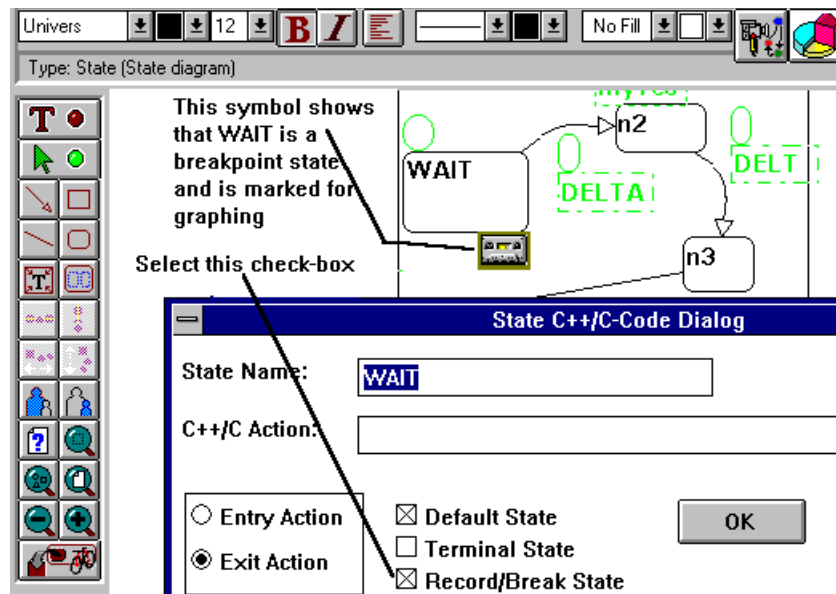 Univers 12 B I No Fill
Type: State (State diagram)
T
This symbol shows
that WAIT is a
breakpoint state
and is marked for
graphing
WAIT
n2
DELTA
DELT
n3
Select this check-box
T
?
State C++/C-Code Dialog
State Name:
WAIT
C++/C Action:
Entry Action
Exit Action
Default State
Terminal State
Record/Break State
OK